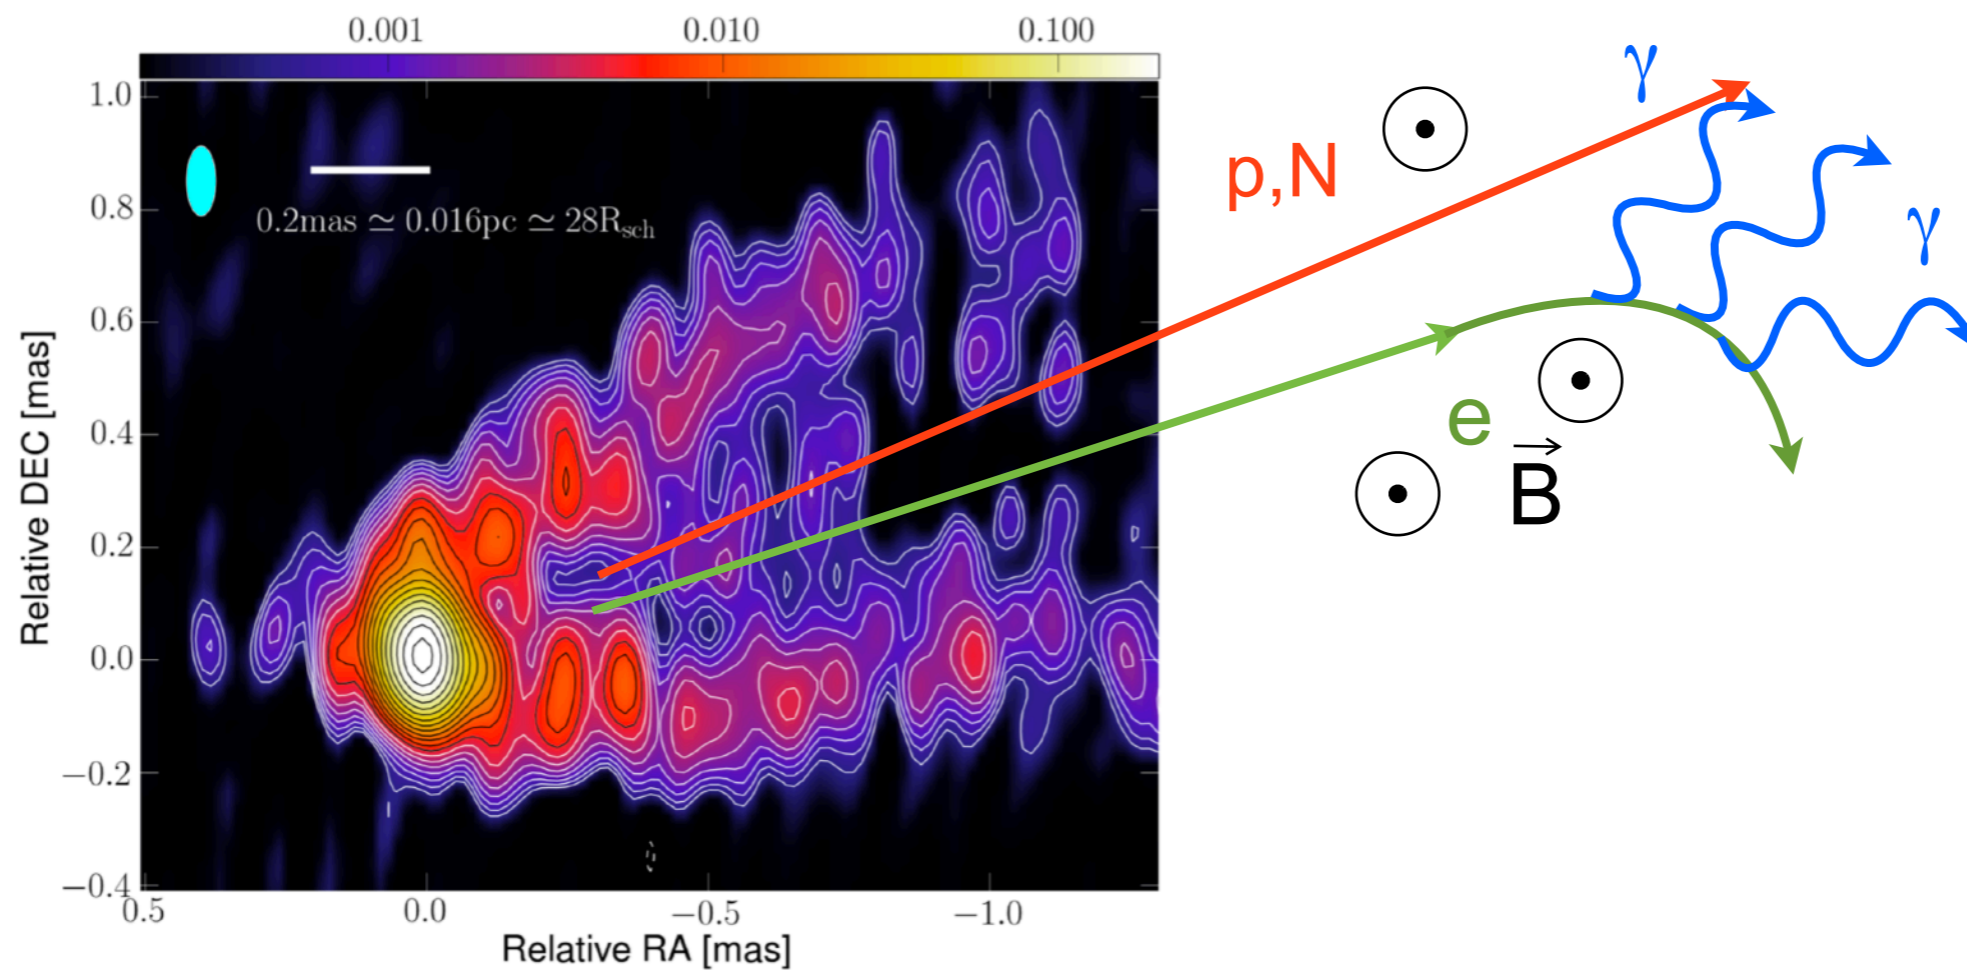 0.001 0.010 0.100
1.0
0.8
0.6
0.4
0.2
0.0
−0.2
−0.4
0.5 0.0 −0.5 −1.0
Relative DEC [mas]
Relative RA [mas]
0.2mas ≃ 0.016pc ≃ 28R_sch
p,N
γ
γ
e
B⃗